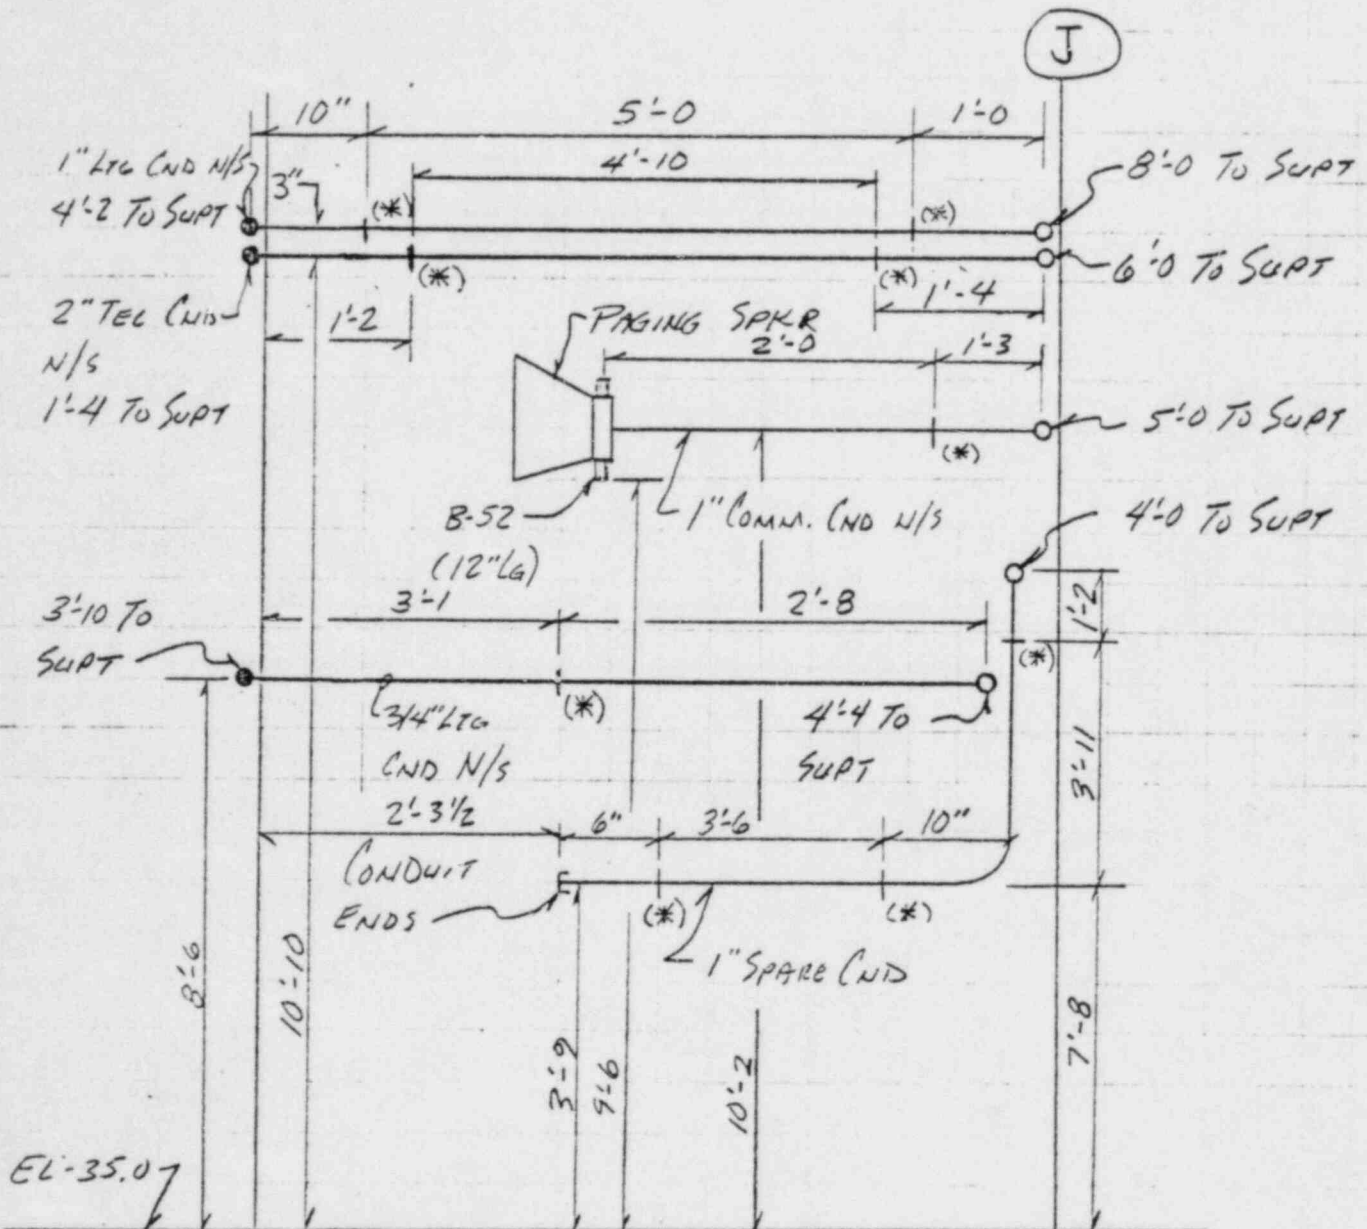 J
10" 5'-0 1'-0
4'-10
1" LTG CND N/S
4'-2 TO SUPT
3"
(*) (*)
8'-0 TO SUPT
(*) (*)
6'-0 TO SUPT
2" TEL CND
N/S
1'-4 TO SUPT
1'-2
1'-4
PAGING SPKR
2'-0 1'-3
5'-0 TO SUPT
(*)
B-52
(12" LG)
1" COMM. CND N/S
4'-0 TO SUPT
3'-1 2'-8
1'-2
3'-10 TO
SUPT
(*)
(*)
3/4" LTG
CND N/S
4'-4 TO
SUPT
3'-11
2'-3 1/2 6" 3'-6 10"
CONDUIT
ENDS
(*) (*)
1" SPARE CND
8'-6
10'-10
3'-9
9'-6
10'-2
7'-8
EL-35.0